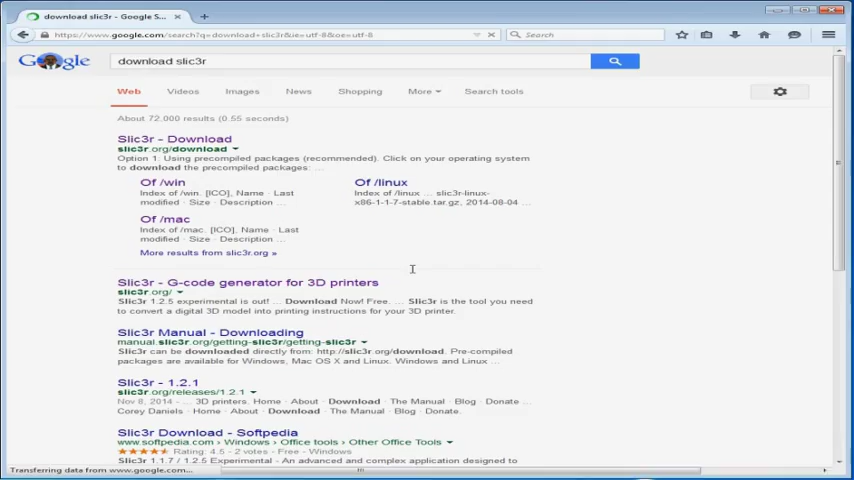 download slic3r - Google S...
https://www.google.com/search?q=download+slic3r&ie=utf-8&oe=utf-8
Search
Google
download slic3r
Web Videos Images News Shopping More Search tools
About 72,000 results (0.55 seconds)
Slic3r - Download
slic3r.org/download
Option 1: Using precompiled packages (recommended). Click on your operating system
to download the precompiled packages: ...
Of /win
Index of /win. [ICO], Name · Last
modified · Size · Description ...
Of /linux
Index of /linux ... slic3r-linux-
x86-1-1-7-stable.tar.gz, 2014-08-04 ...
Of /mac
Index of /mac. [ICO], Name · Last
modified · Size · Description ...
More results from slic3r.org »
Slic3r - G-code generator for 3D printers
slic3r.org/
Slic3r 1.2.5 experimental is out! ... Download Now! Free. ... Slic3r is the tool you need
to convert a digital 3D model into printing instructions for your 3D printer.
Slic3r Manual - Downloading
manual.slic3r.org/getting-slic3r/getting-slic3r
Slic3r can be downloaded directly from: http://slic3r.org/download. Pre-compiled
packages are available for Windows, Mac OS X and Linux. Windows and Linux ...
Slic3r - 1.2.1
slic3r.org/releases/1.2.1
Nov 8, 2014 - ... 3D printers. Home · About · Download · The Manual · Blog · Donate ...
Corey Daniels · Home · About · Download · The Manual · Blog · Donate.
Slic3r Download - Softpedia
www.softpedia.com › Windows › Office tools › Other Office Tools
Rating: 4.5 - 2 votes - Free - Windows
Slic3r 1.1.7 / 1.2.5 Experimental - An advanced and complex application designed to
Transferring data from www.google.com...